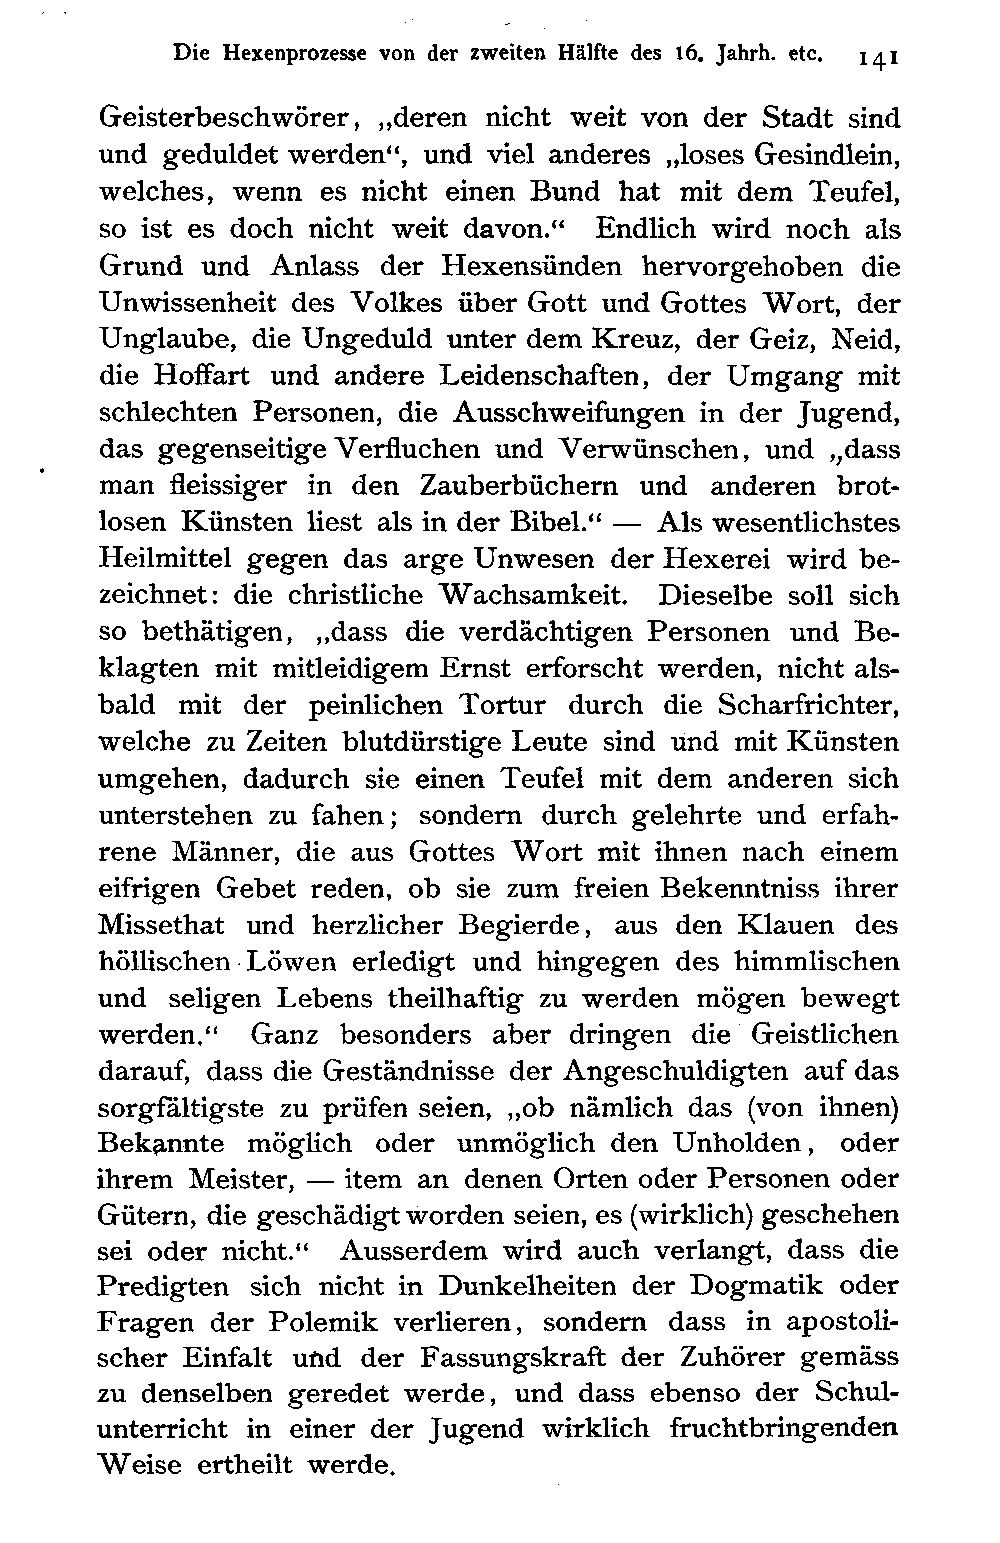 Die Hexenprozesse von der zweiten Hälfte des 16. Jahrh. etc. 141
Geisterbeschwörer, „deren nicht weit von der Stadt sind
und geduldet werden“, und viel anderes „loses Gesindlein,
welches, wenn es nicht einen Bund hat mit dem Teufel,
so ist es doch nicht weit davon.“ Endlich wird noch als
Grund und Anlass der Hexensünden hervorgehoben die
Unwissenheit des Volkes über Gott und Gottes Wort, der
Unglaube, die Ungeduld unter dem Kreuz, der Geiz, Neid,
die Hoffart und andere Leidenschaften, der Umgang mit
schlechten Personen, die Ausschweifungen in der Jugend,
das gegenseitige Verfluchen und Verwünschen, und „dass
man fleissiger in den Zauberbüchern und anderen brot-
losen Künsten liest als in der Bibel.“ — Als wesentlichstes
Heilmittel gegen das arge Unwesen der Hexerei wird be-
zeichnet: die christliche Wachsamkeit. Dieselbe soll sich
so bethätigen, „dass die verdächtigen Personen und Be-
klagten mit mitleidigem Ernst erforscht werden, nicht als-
bald mit der peinlichen Tortur durch die Scharfrichter,
welche zu Zeiten blutdürstige Leute sind und mit Künsten
umgehen, dadurch sie einen Teufel mit dem anderen sich
unterstehen zu fahen; sondern durch gelehrte und erfah-
rene Männer, die aus Gottes Wort mit ihnen nach einem
eifrigen Gebet reden, ob sie zum freien Bekenntniss ihrer
Missethat und herzlicher Begierde, aus den Klauen des
höllischen Löwen erledigt und hingegen des himmlischen
und seligen Lebens theilhaftig zu werden mögen bewegt
werden.“ Ganz besonders aber dringen die Geistlichen
darauf, dass die Geständnisse der Angeschuldigten auf das
sorgfältigste zu prüfen seien, „ob nämlich das (von ihnen)
Bekannte möglich oder unmöglich den Unholden, oder
ihrem Meister, — item an denen Orten oder Personen oder
Gütern, die geschädigt worden seien, es (wirklich) geschehen
sei oder nicht.“ Ausserdem wird auch verlangt, dass die
Predigten sich nicht in Dunkelheiten der Dogmatik oder
Fragen der Polemik verlieren, sondern dass in apostoli-
scher Einfalt und der Fassungskraft der Zuhörer gemäss
zu denselben geredet werde, und dass ebenso der Schul-
unterricht in einer der Jugend wirklich fruchtbringenden
Weise ertheilt werde.